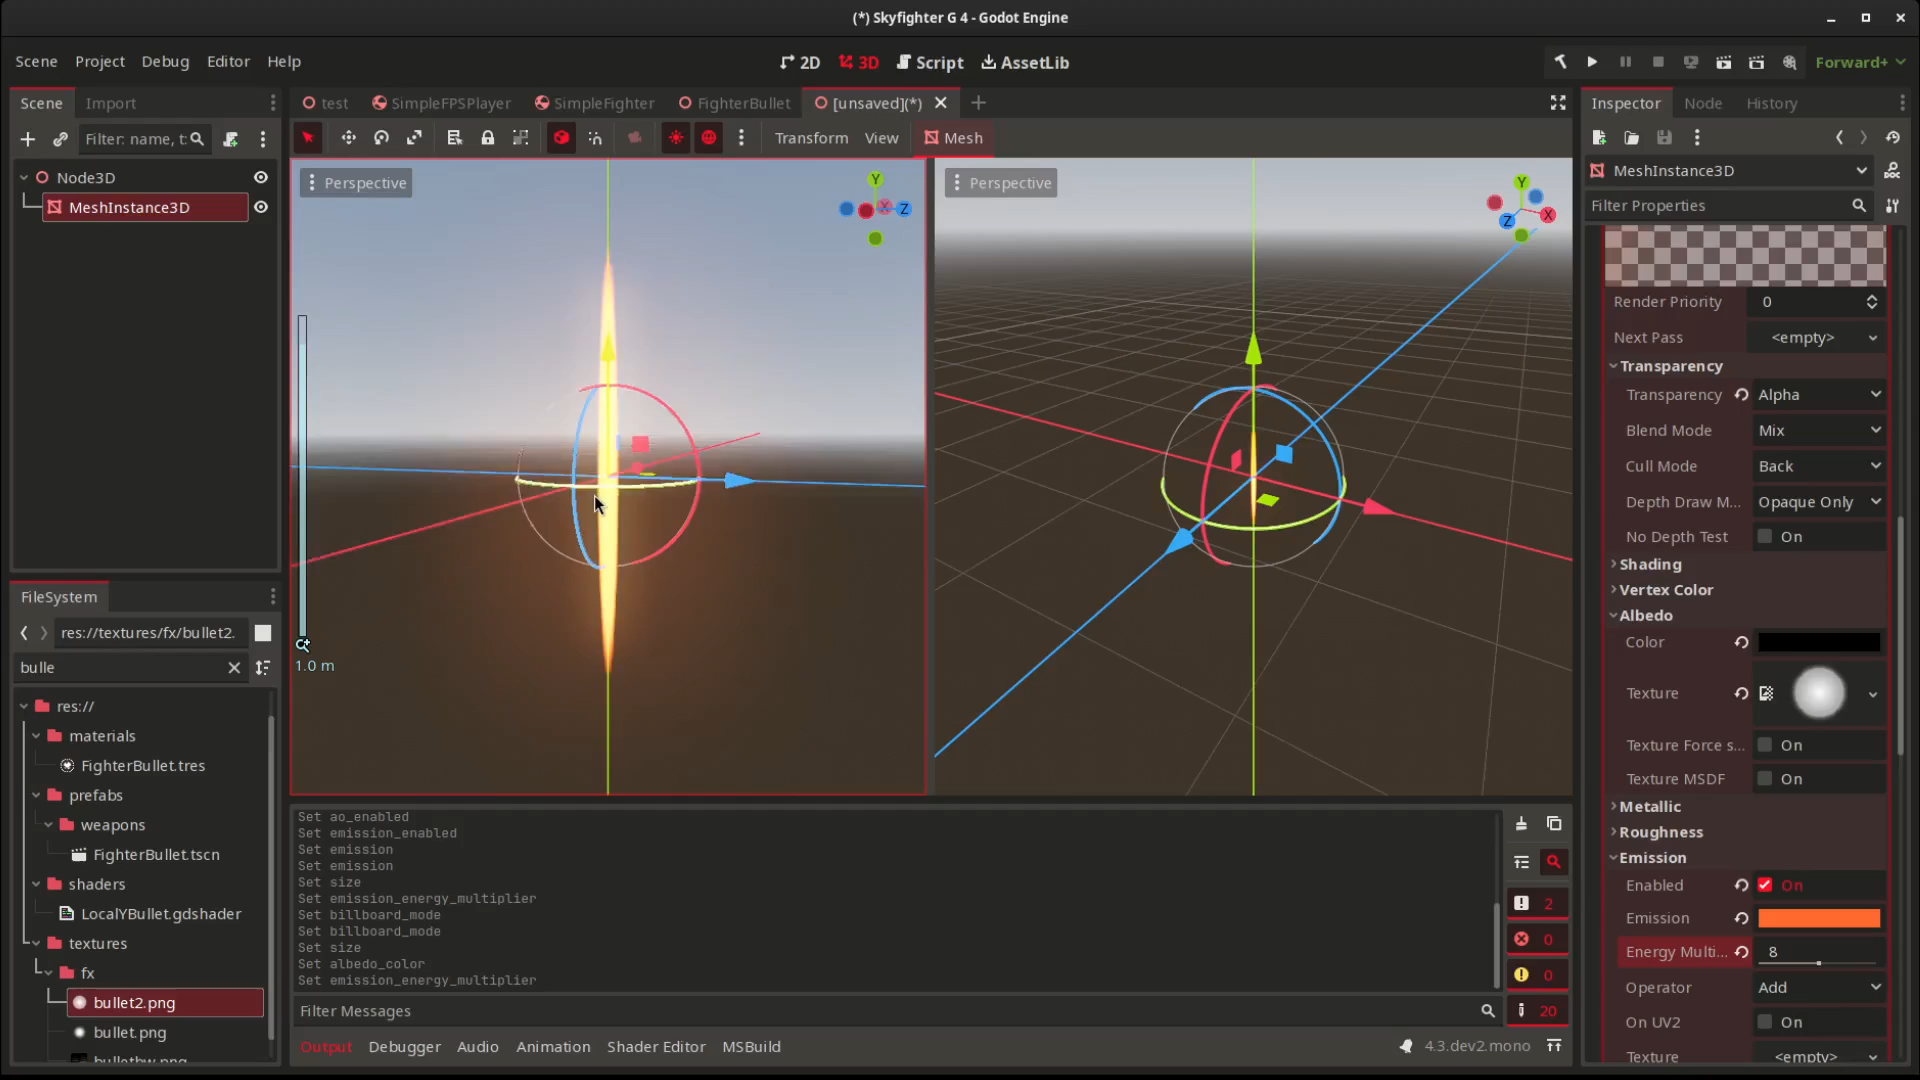 (*) Skyfighter G 4 - Godot Engine
Scene Project Debug Editor Help
2D 3D Script AssetLib
Forward+
Scene Import
test SimpleFPSPlayer SimpleFighter FighterBullet [unsaved](*)
Inspector Node History
Filter: name, t:
Transform View Mesh
Node3D
MeshInstance3D
Perspective
Y
Z
1.0 m
Perspective
Y
X
Z
MeshInstance3D
Filter Properties
Render Priority 0
Next Pass <empty>
Transparency
Transparency Alpha
Blend Mode Mix
Cull Mode Back
Depth Draw M... Opaque Only
No Depth Test On
Shading
Vertex Color
Albedo
Color
Texture
Texture Force s... On
Texture MSDF On
Metallic
Roughness
Emission
Enabled On
Emission
Energy Multi... 8
Operator Add
On UV2 On
Texture <empty>
FileSystem
res://textures/fx/bullet2.
bulle
res://
materials
FighterBullet.tres
prefabs
weapons
FighterBullet.tscn
shaders
LocalYBullet.gdshader
textures
fx
bullet2.png
bullet.png
Set ao_enabled
Set emission_enabled
Set emission
Set emission
Set size
Set emission_energy_multiplier
Set billboard_mode
Set billboard_mode
Set size
Set albedo_color
Set emission_energy_multiplier
2
0
0
20
Filter Messages
Output Debugger Audio Animation Shader Editor MSBuild
4.3.dev2.mono